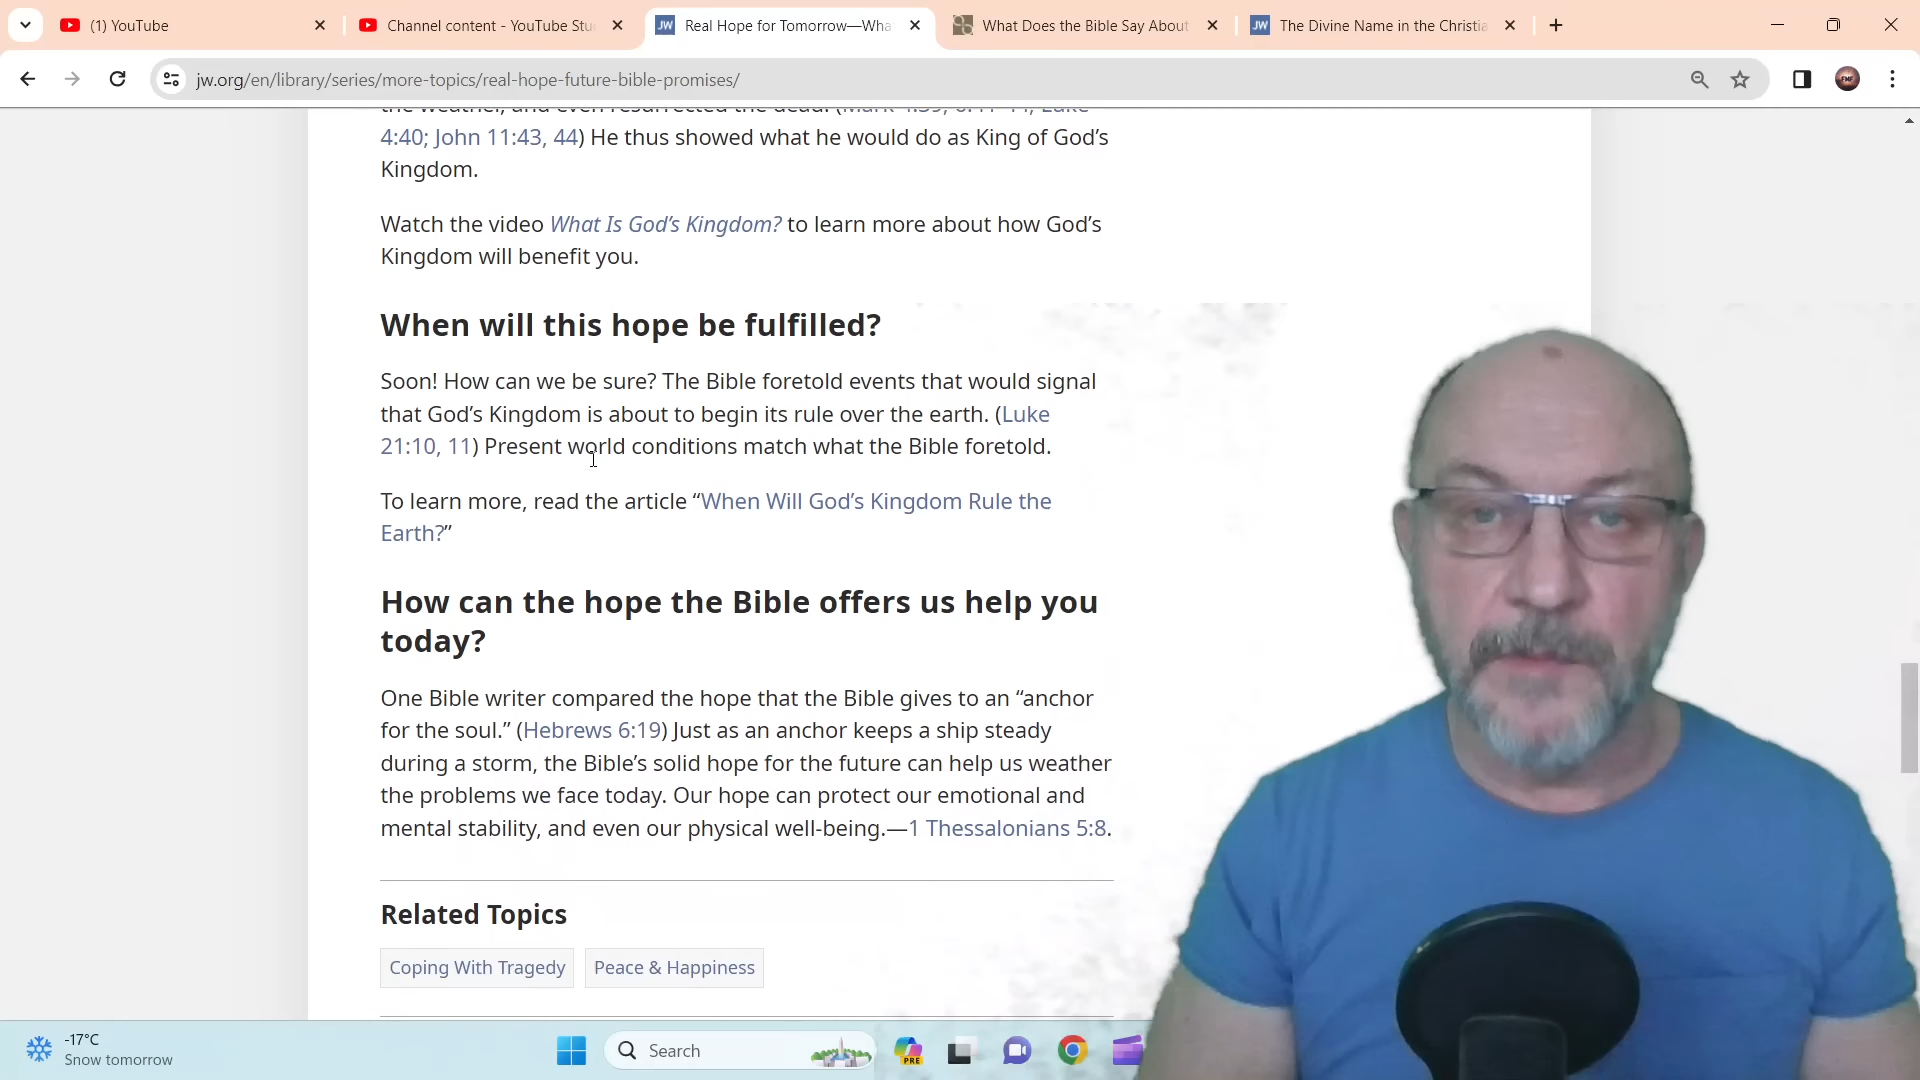 (1) YouTube
Channel content - YouTube Stu
Real Hope for Tomorrow—Wha
What Does the Bible Say About
The Divine Name in the Christia
jw.org/en/library/series/more-topics/real-hope-future-bible-promises/
4:40; John 11:43, 44) He thus showed what he would do as King of God’s
Kingdom.
Watch the video What Is God’s Kingdom? to learn more about how God’s
Kingdom will benefit you.
When will this hope be fulfilled?
Soon! How can we be sure? The Bible foretold events that would signal
that God’s Kingdom is about to begin its rule over the earth. (Luke
21:10, 11) Present world conditions match what the Bible foretold.
To learn more, read the article “When Will God’s Kingdom Rule the
Earth?”
How can the hope the Bible offers us help you
today?
One Bible writer compared the hope that the Bible gives to an “anchor
for the soul.” (Hebrews 6:19) Just as an anchor keeps a ship steady
during a storm, the Bible’s solid hope for the future can help us weather
the problems we face today. Our hope can protect our emotional and
mental stability, and even our physical well-being.—1 Thessalonians 5:8.
Related Topics
Coping With Tragedy
Peace & Happiness
-17°C
Snow tomorrow
Search
PRE